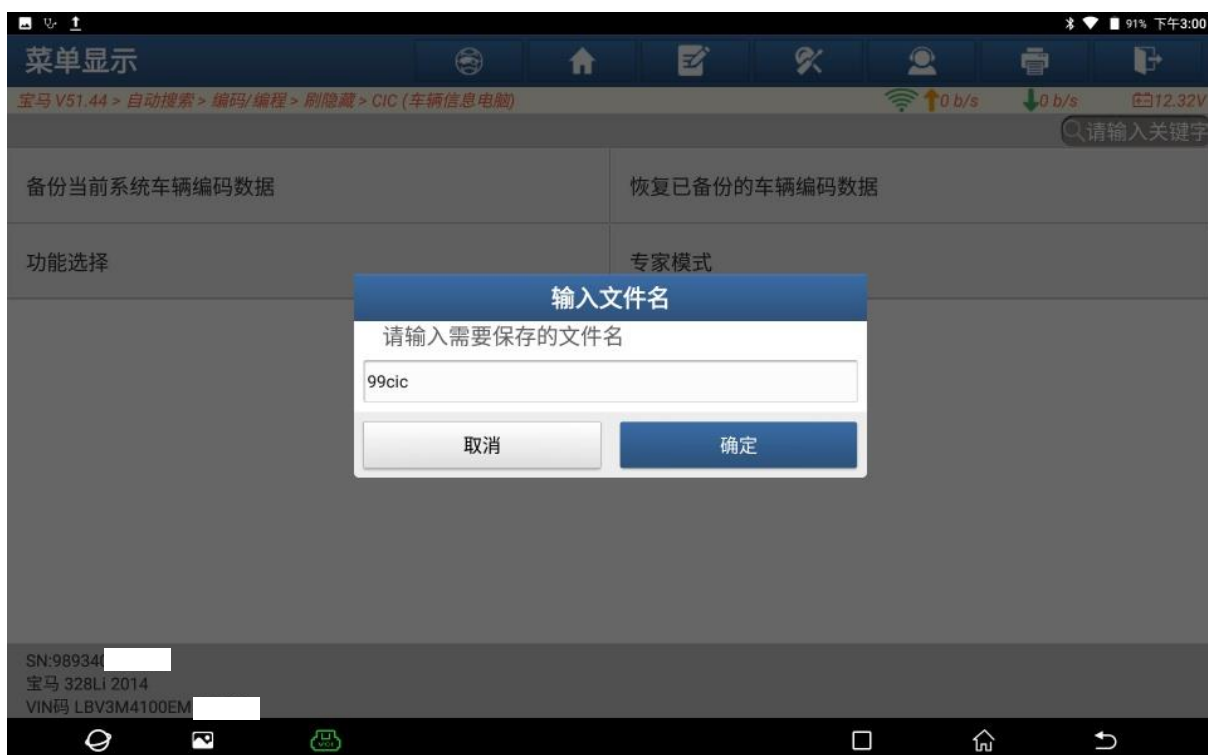 91% 下午3:00
菜单显示
宝马 V51.44 > 自动搜索 > 编码/编程 > 刷隐藏 > CIC (车辆信息电脑)
0 b/s 0 b/s 12.32V
请输入关键字
备份当前系统车辆编码数据 恢复已备份的车辆编码数据
功能选择 专家模式
输入文件名
请输入需要保存的文件名
99cic
取消 确定
SN:989340
宝马 328Li 2014
VIN码 LBV3M4100EM
VCI